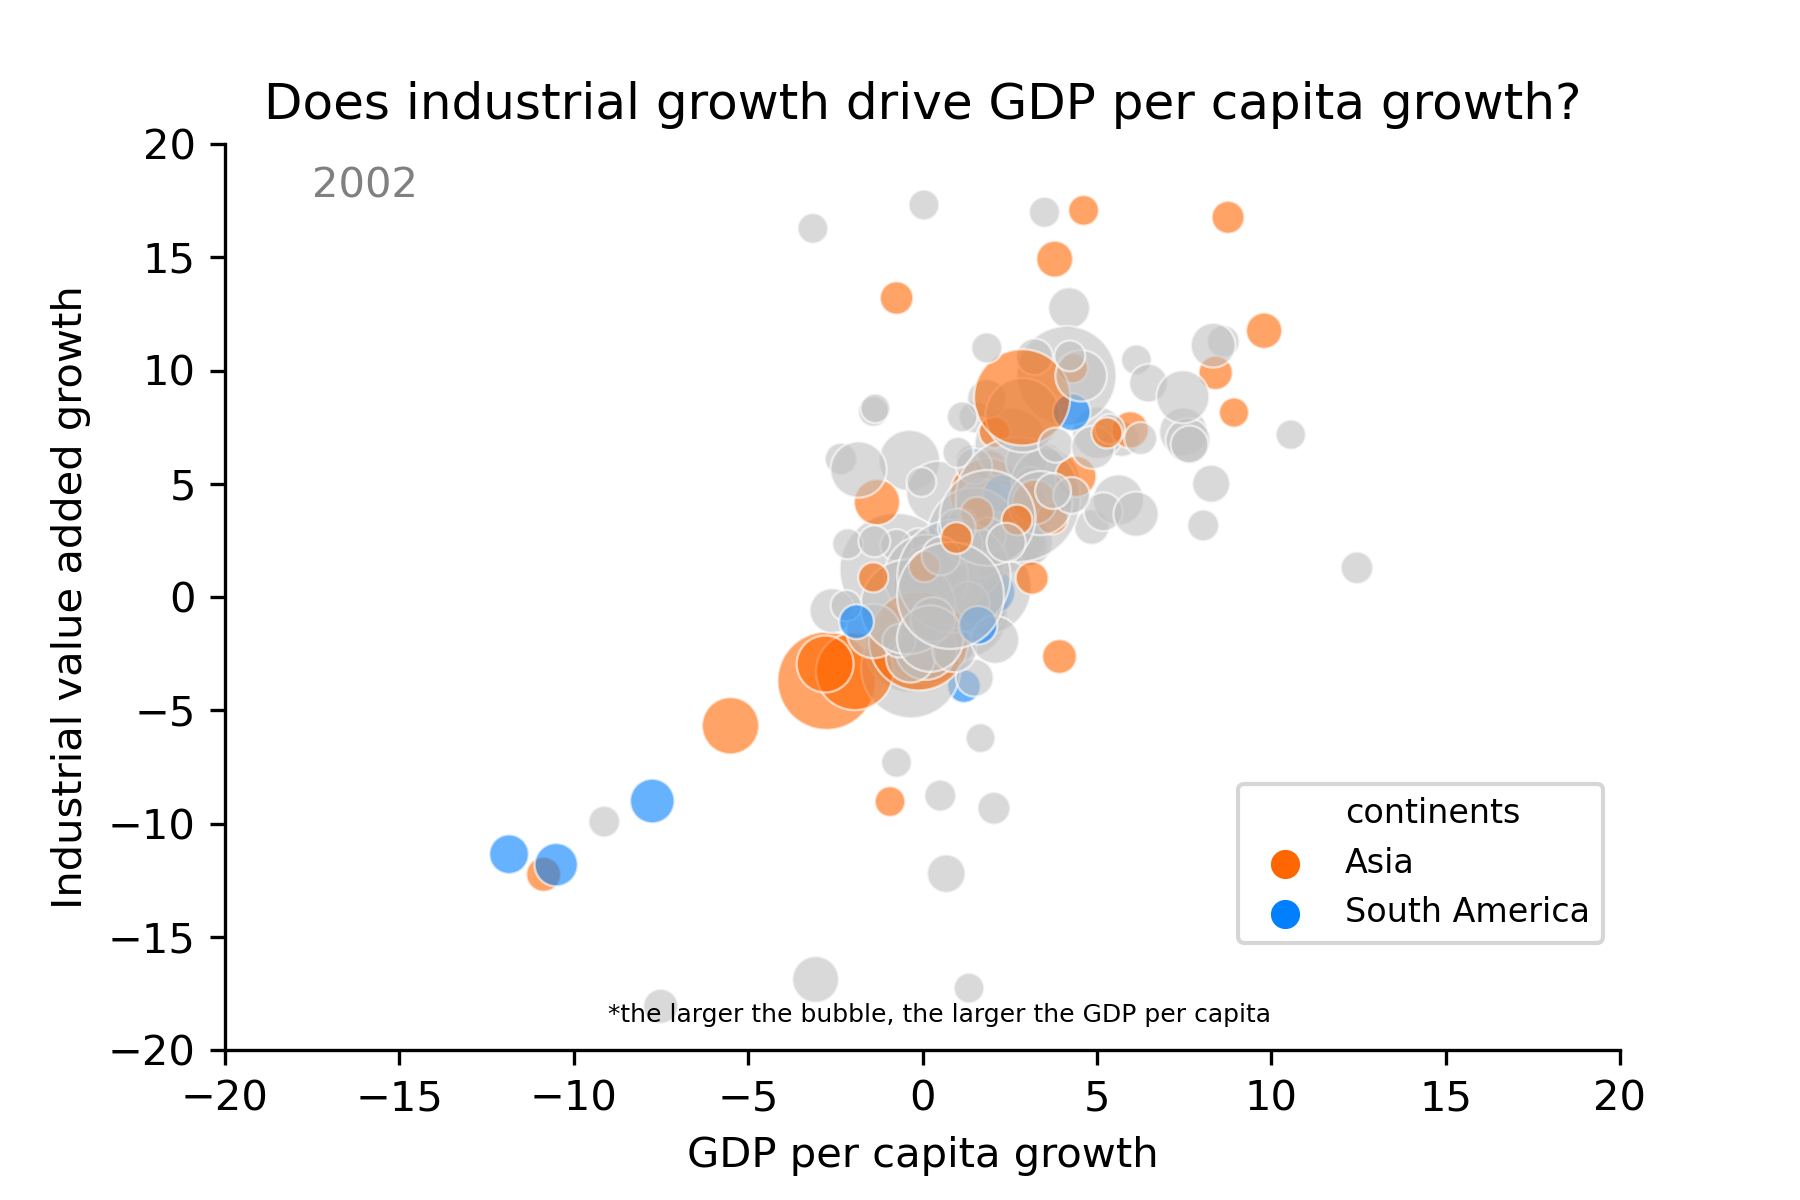 Does industrial growth drive GDP per capita growth?
2002
Industrial value added growth
20
15
10
5
0
−5
−10
−15
−20
continents
Asia
South America
*the larger the bubble, the larger the GDP per capita
−20 −15 −10 −5 0 5 10 15 20
GDP per capita growth